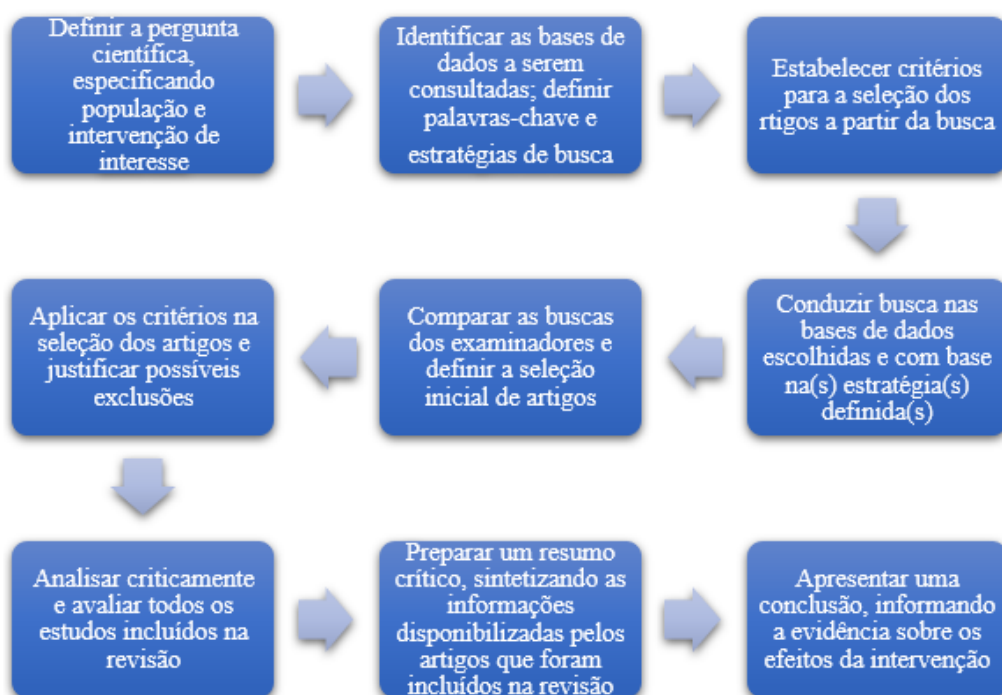 Definir a pergunta
científica,
especificando
população e
intervenção de
interesse
Identificar as bases de
dados a serem
consultadas; definir
palavras-chave e
estratégias de busca
Estabelecer critérios
para a seleção dos
rtigos a partir da busca
Conduzir busca nas
bases de dados
escolhidas e com base
na(s) estratégia(s)
definida(s)
Comparar as buscas
dos examinadores e
definir a seleção
inicial de artigos
Aplicar os critérios na
seleção dos artigos e
justificar possíveis
exclusões
Analisar criticamente
e avaliar todos os
estudos incluídos na
revisão
Preparar um resumo
crítico, sintetizando as
informações
disponibilizadas pelos
artigos que foram
incluídos na revisão
Apresentar uma
conclusão, informando
a evidência sobre os
efeitos da intervenção